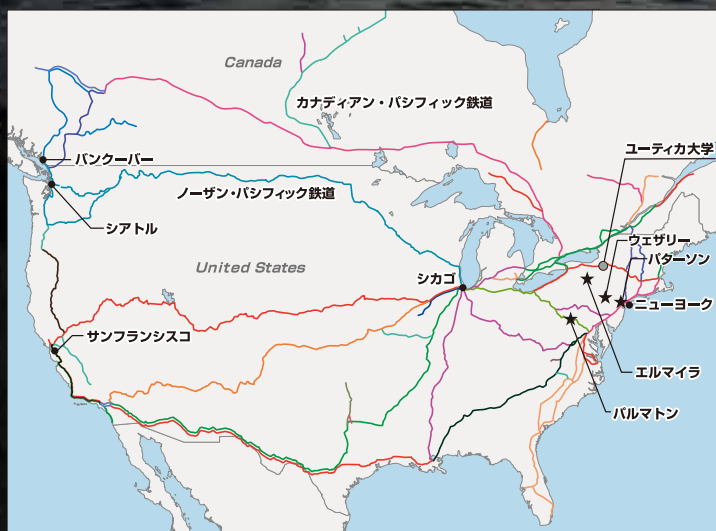 Canada
カナディアン・パシフィック鉄道
ユーティカ大学
バンクーバー
ノーザン・パシフィック鉄道
ウェザリー
パターソン
シアトル
United States
シカゴ
ニューヨーク
サンフランシスコ
エルマイラ
パルマトン